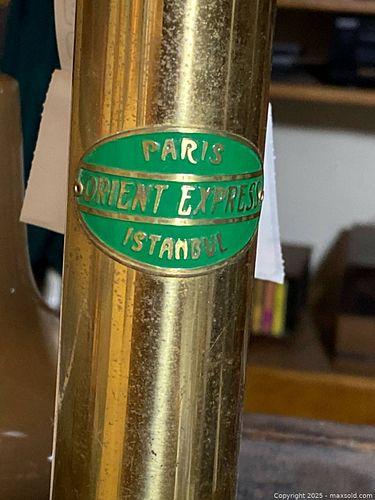 PARIS
ORIENT EXPRESS
ISTANBUL
Copyright © 2025 - maxsold.com